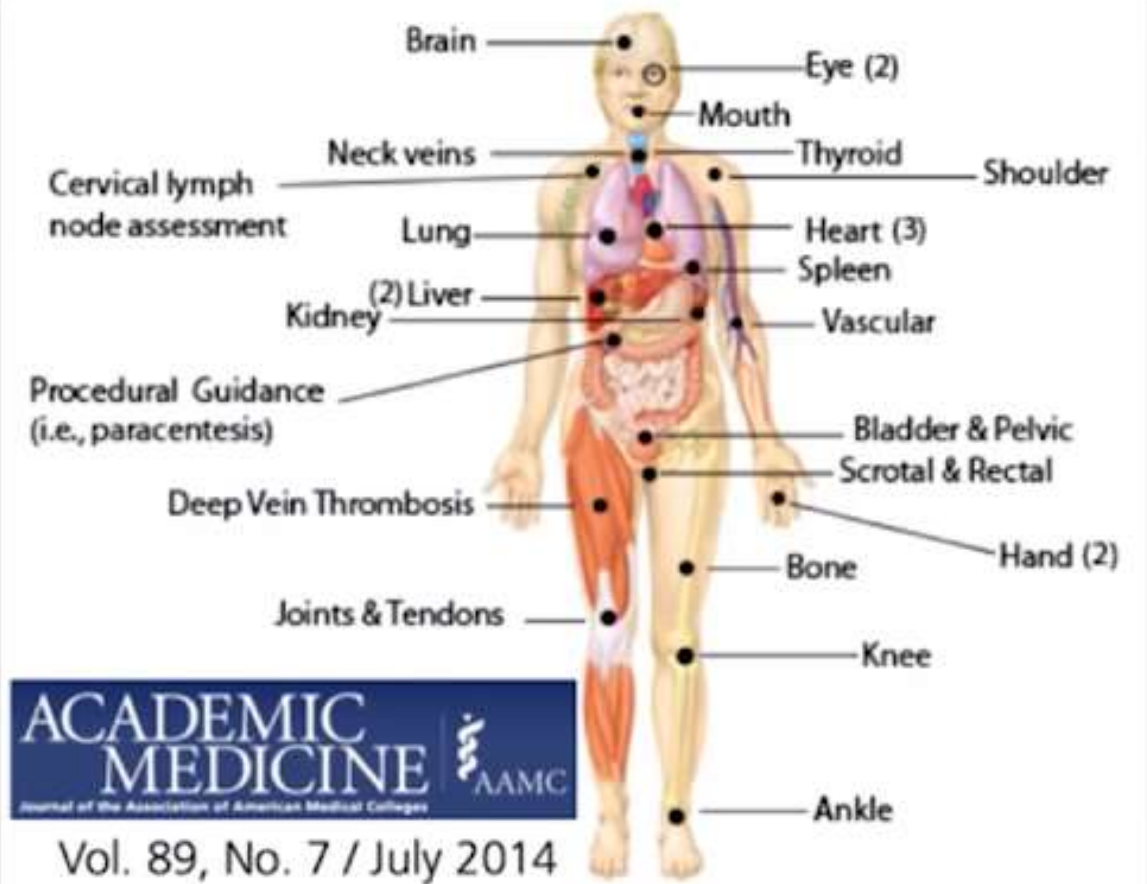 Brain
Eye (2)
Mouth
Neck veins
Thyroid
Cervical lymph
node assessment
Shoulder
Lung
Heart (3)
Spleen
(2) Liver
Kidney
Vascular
Procedural Guidance
(i.e., paracentesis)
Bladder & Pelvic
Scrotal & Rectal
Deep Vein Thrombosis
Hand (2)
Bone
Joints & Tendons
Knee
ACADEMIC
MEDICINE
AAMC
Journal of the Association of American Medical Colleges
Ankle
Vol. 89, No. 7 / July 2014